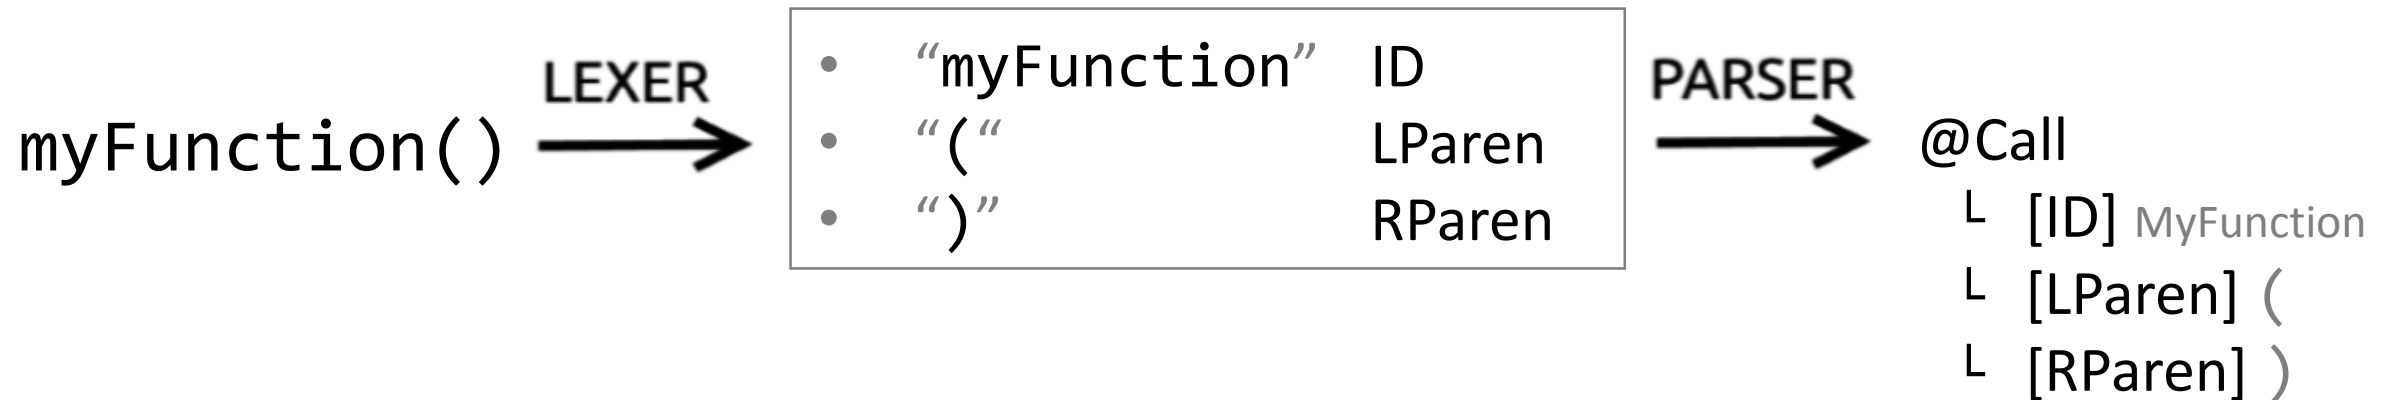 myFunction()
LEXER
• “myFunction” ID
• “(“ LParen
• “)” RParen
PARSER
@Call
└ [ID] MyFunction
└ [LParen] (
└ [RParen] )